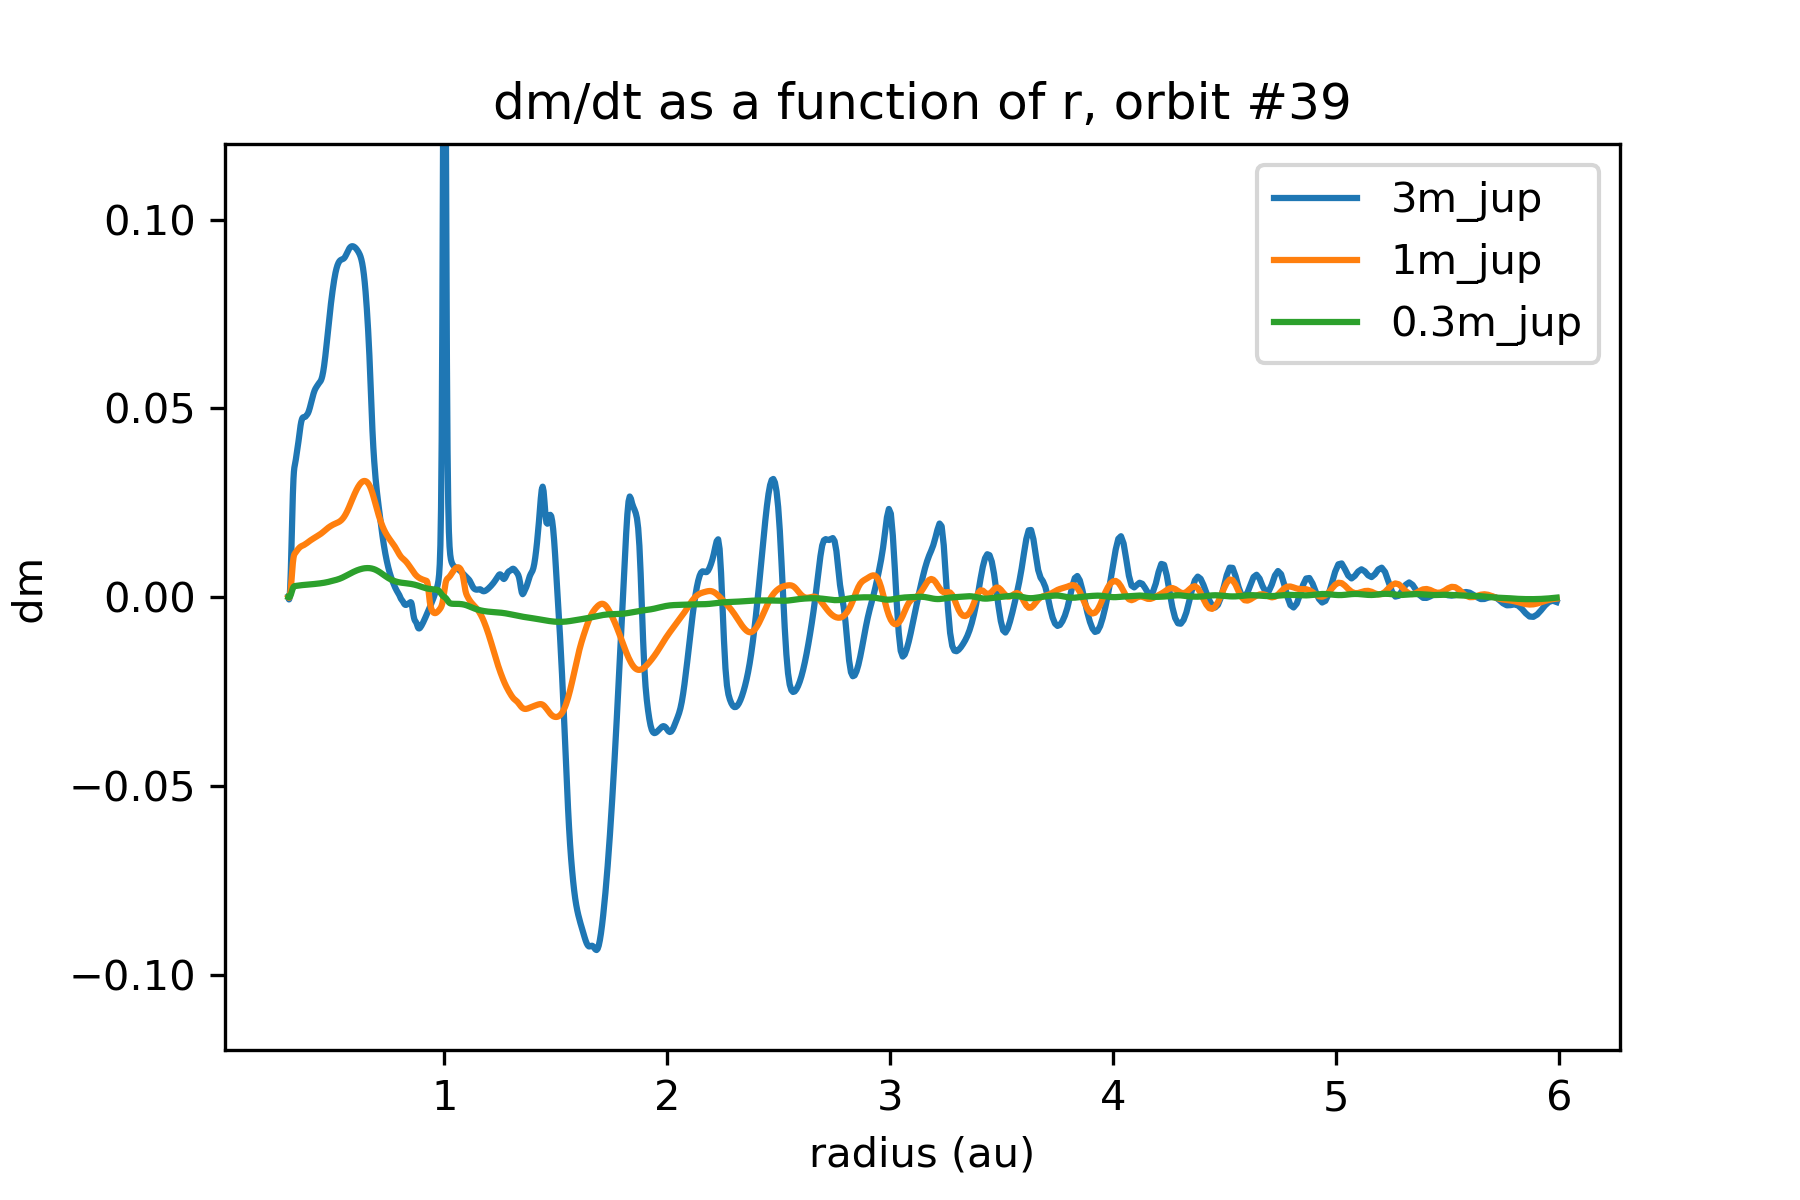 dm/dt as a function of r, orbit #39
3m_jup
1m_jup
0.3m_jup
dm
0.10
0.05
0.00
−0.05
−0.10
1 2 3 4 5 6
radius (au)